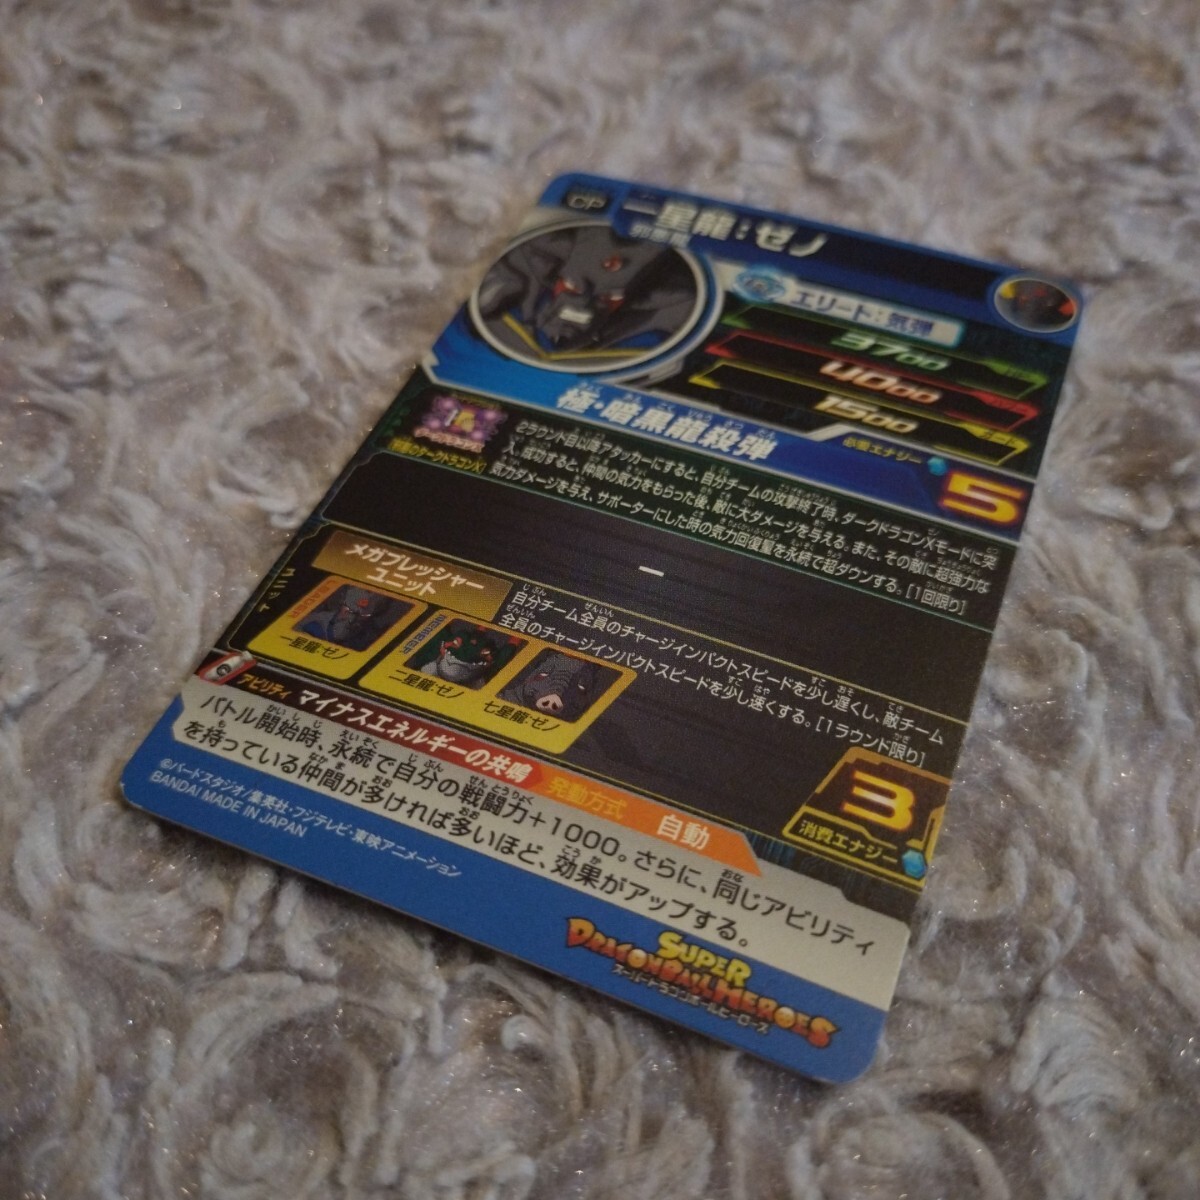 CP
一星龍：ゼノ
邪悪龍
エリート：気弾
3700
4000
1500
ガード
極・暗黒龍殺弾
必要エナジー
5
2ラウンド目以降アタッカーにすると、自分チームの攻撃終了時、ダークドラゴンXモードに突
入。成功すると、仲間の気力をもらった後、敵に大ダメージを与える。また、その敵に超強力な
気力ダメージを与え、サポーターにした時の気力回復量を永続で超ダウンする。[1回限り]
ー
ユニット
メガプレッシャー
ユニット
自分チーム全員のチャージインパクトスピードを少し遅くし、敵チーム
全員のチャージインパクトスピードを少し速くする。[1ラウンド限り]
一星龍:ゼノ
二星龍:ゼノ
七星龍:ゼノ
3
消費エナジー
アビリティ マイナスエネルギーの共鳴 発動方式 自動
バトル開始時、永続で自分の戦闘力+1000。さらに、同じアビリティ
を持っている仲間が多ければ多いほど、効果がアップする。
©バードスタジオ/集英社・フジテレビ・東映アニメーション
BANDAI MADE IN JAPAN
SUPER
DRAGONBALL HEROES
スーパードラゴンボールヒーローズ